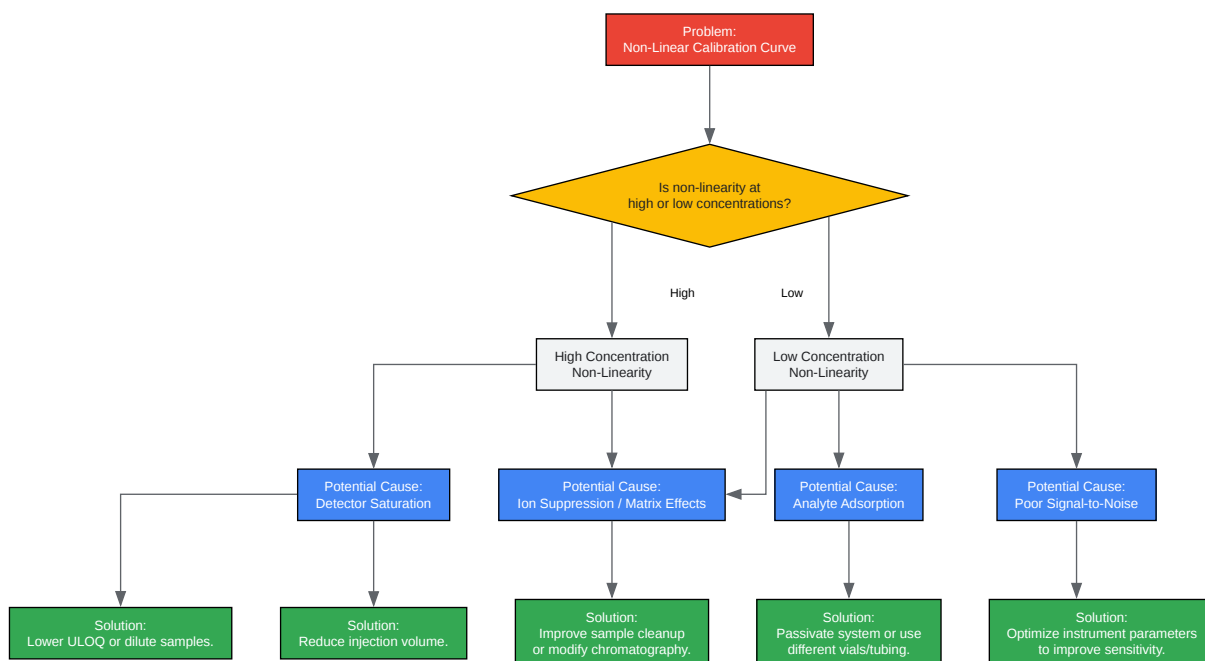 Problem:
Non-Linear Calibration Curve
Is non-linearity at
high or low concentrations?
High
Low
High Concentration
Non-Linearity
Low Concentration
Non-Linearity
Potential Cause:
Detector Saturation
Potential Cause:
Ion Suppression / Matrix Effects
Potential Cause:
Analyte Adsorption
Potential Cause:
Poor Signal-to-Noise
Solution:
Lower ULOQ or dilute samples.
Solution:
Reduce injection volume.
Solution:
Improve sample cleanup
or modify chromatography.
Solution:
Passivate system or use
different vials/tubing.
Solution:
Optimize instrument parameters
to improve sensitivity.